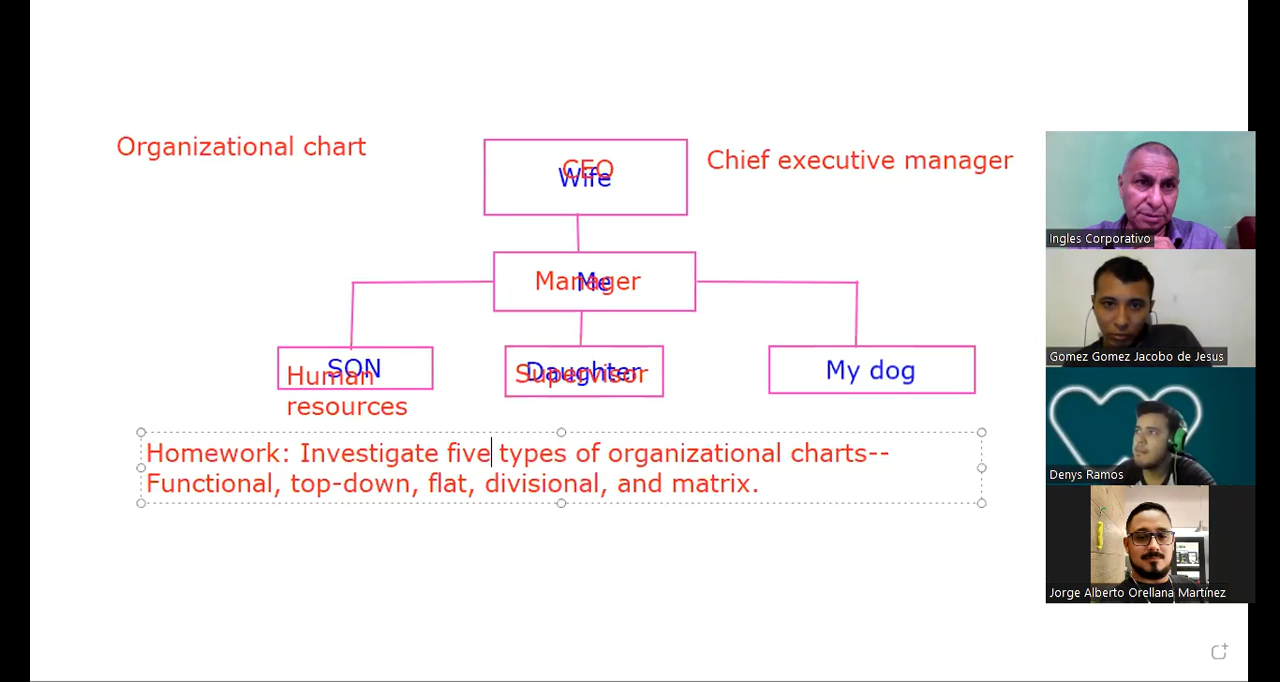 Organizational chart
CEO
Wife
Chief executive manager
Manager
Me
SON
Human
resources
Daughter
Supervisor
My dog
Homework: Investigate five types of organizational charts--
Functional, top-down, flat, divisional, and matrix.
Ingles Corporativo
Gomez Gomez Jacobo de Jesus
Denys Ramos
Jorge Alberto Orellana Martínez